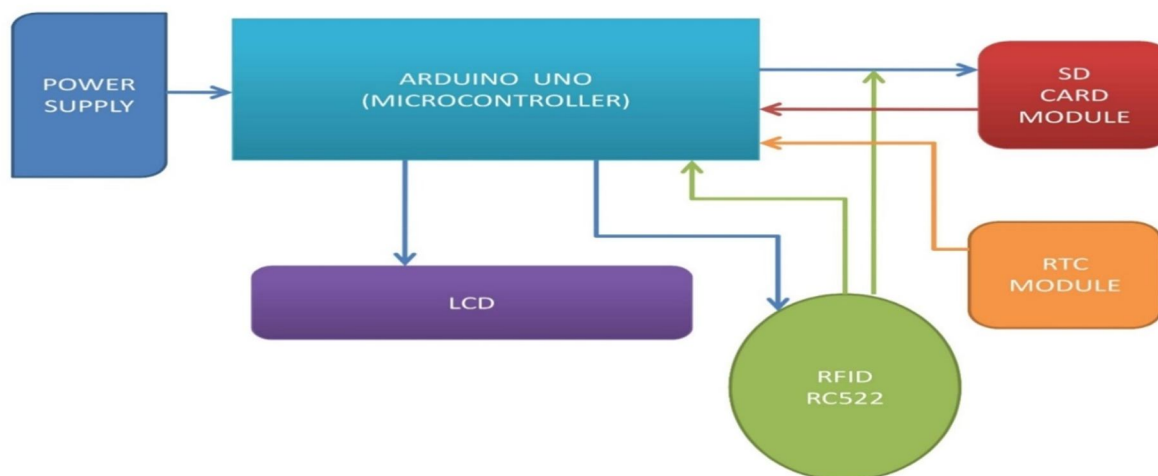 POWER
SUPPLY
ARDUINO UNO
(MICROCONTROLLER)
SD
CARD
MODULE
RTC
MODULE
LCD
RFID
RC522